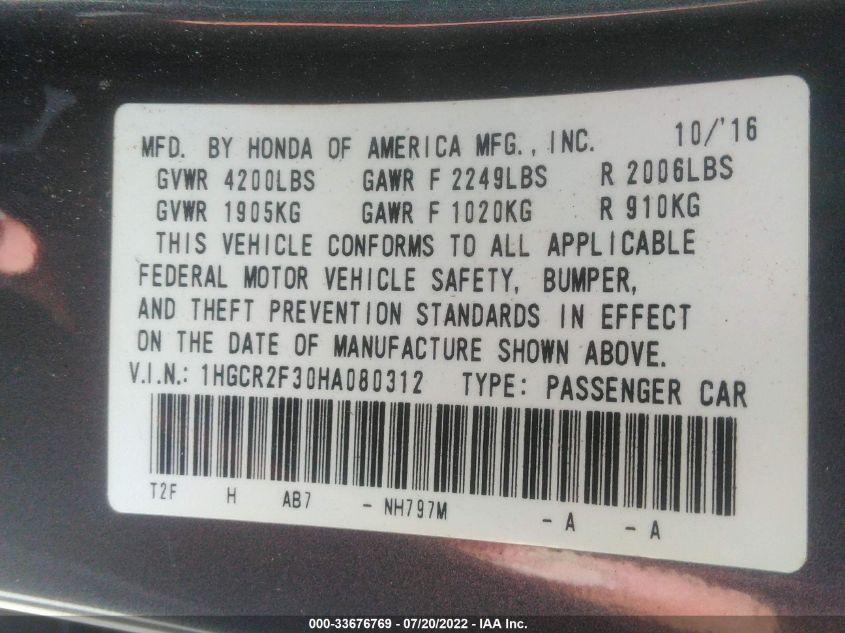 MFD. BY HONDA OF AMERICA MFG., INC. 10/'16
GVWR 4200LBS GAWR F 2249LBS R 2006LBS
GVWR 1905KG GAWR F 1020KG R 910KG
THIS VEHICLE CONFORMS TO ALL APPLICABLE
FEDERAL MOTOR VEHICLE SAFETY, BUMPER,
AND THEFT PREVENTION STANDARDS IN EFFECT
ON THE DATE OF MANUFACTURE SHOWN ABOVE.
V.I.N.: 1HGCR2F30HA080312 TYPE: PASSENGER CAR
T2F H AB7 - NH797M - A - A
000-33676769 - 07/20/2022 - IAA Inc.